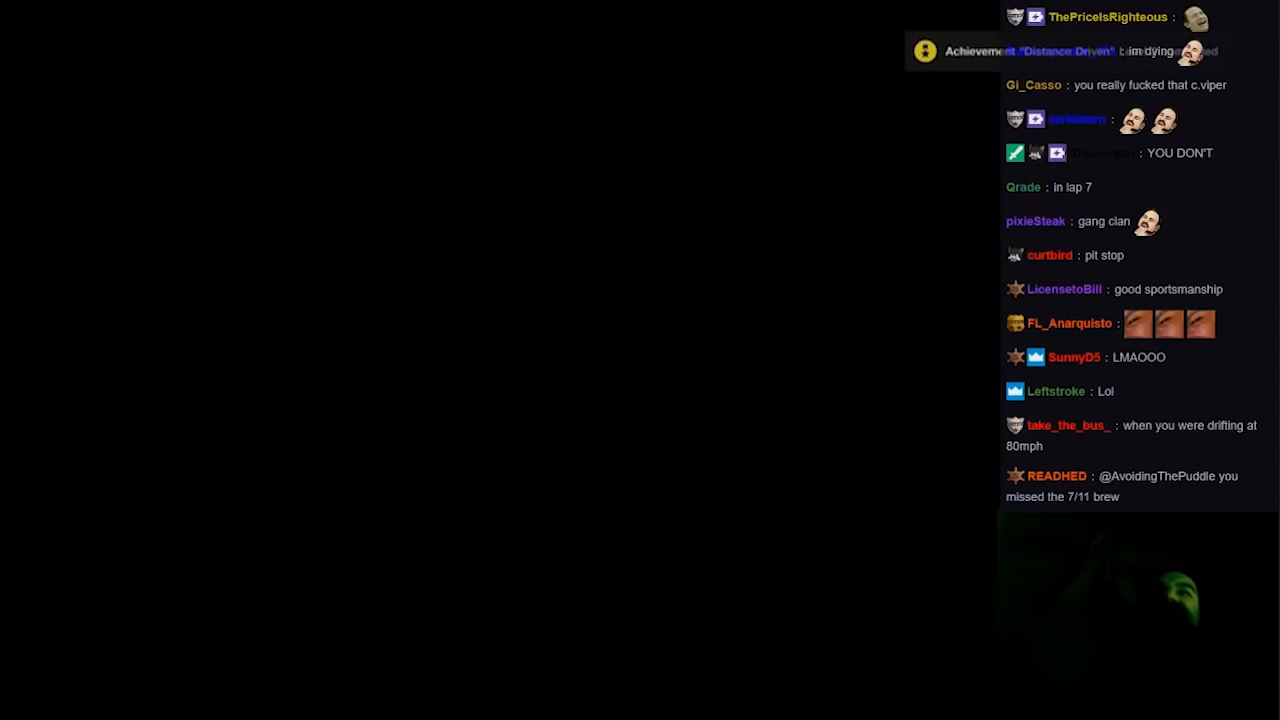 ThePriceIsRighteous :
Achievement "Distance Driven"
: im dying
Gi_Casso : you really fucked that c.viper
:
: YOU DON'T
Qrade : in lap 7
pixieSteak : gang clan
curtbird : pit stop
LicensetoBill : good sportsmanship
FL_Anarquisto :
SunnyD5 : LMAOOO
Leftstroke : Lol
take_the_bus_ : when you were drifting at
80mph
READHED : @AvoidingThePuddle you
missed the 7/11 brew